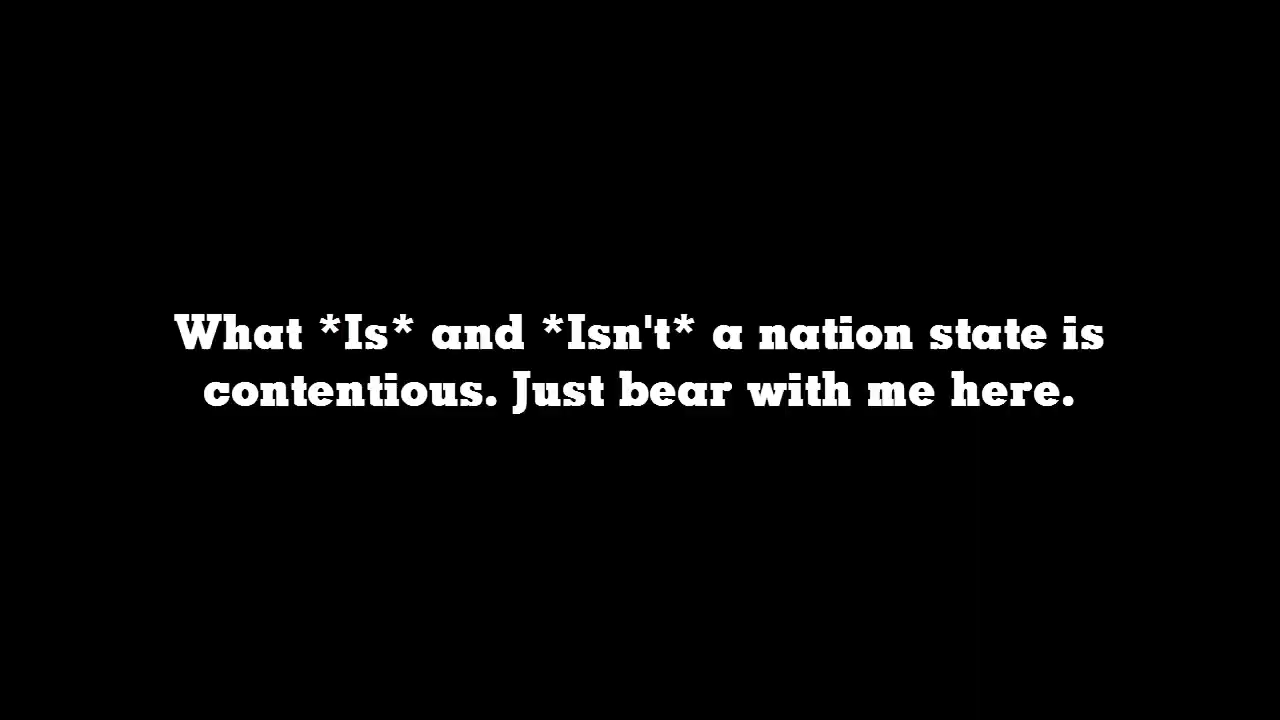 What *Is* and *Isn't* a nation state is
contentious. Just bear with me here.